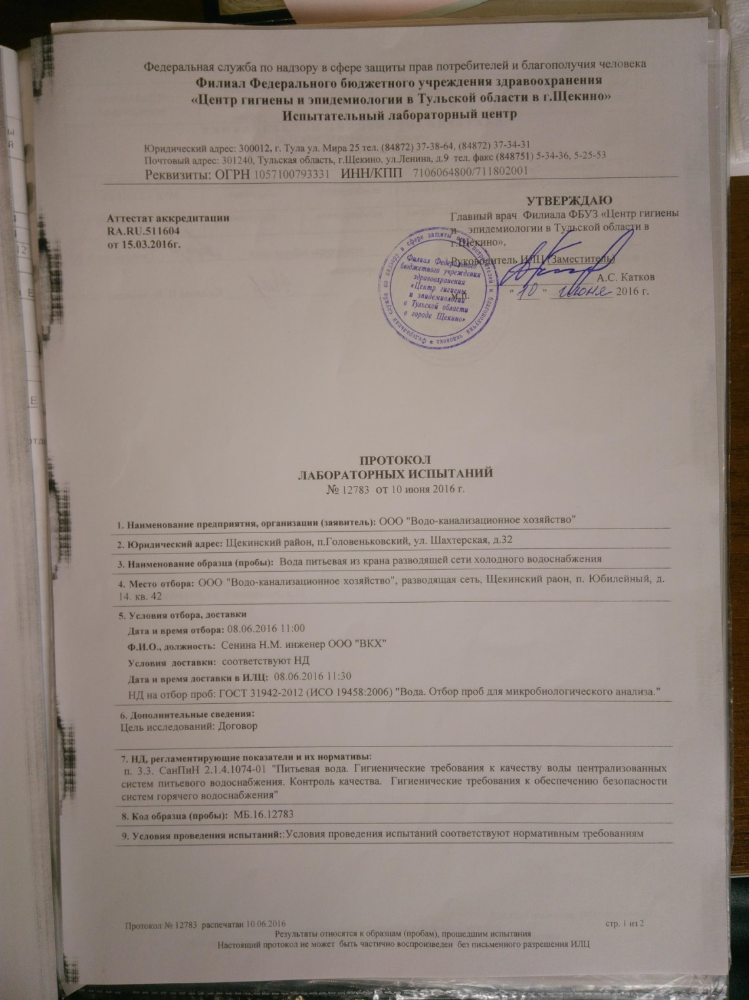 Федеральная служба по надзору в сфере защиты прав потребителей и благополучия человека
Филиал Федерального бюджетного учреждения здравоохранения
«Центр гигиены и эпидемиологии в Тульской области в г.Щекино»
Испытательный лабораторный центр
Юридический адрес: 300012, г. Тула ул. Мира 25 тел. (84872) 37-38-64, (84872) 37-34-31
Почтовый адрес: 301240, Тульская область, г.Щекино, ул.Ленина, д.9 тел. факс (848751) 5-34-36, 5-25-53
Реквизиты: ОГРН 1057100793331 ИНН/КПП 7106064800/711802001
Аттестат аккредитации
RA.RU.511604
от 15.03.2016г.
УТВЕРЖДАЮ
Главный врач Филиала ФБУЗ «Центр гигиены
и эпидемиологии в Тульской области в
г.Щекино»,
Руководитель ИЛЦ (Заместитель)
А.С. Катков
м.п.
" 10 " июня 2016 г.
Федеральная служба по надзору в сфере защиты прав потребителей и благополучия человека *
Филиал Федерального
бюджетного учреждения
здравоохранения
«Центр гигиены
и эпидемиологии
в Тульской области
в городе Щекино»
ПРОТОКОЛ
ЛАБОРАТОРНЫХ ИСПЫТАНИЙ
№ 12783 от 10 июня 2016 г.
1. Наименование предприятия, организации (заявитель): ООО "Водо-канализационное хозяйство"
2. Юридический адрес: Щекинский район, п.Головеньковский, ул. Шахтерская, д.32
3. Наименование образца (пробы): Вода питьевая из крана разводящей сети холодного водоснабжения
4. Место отбора: ООО "Водо-канализационное хозяйство", разводящая сеть, Щекинский раон, п. Юбилейный, д.
14. кв. 42
5. Условия отбора, доставки
Дата и время отбора: 08.06.2016 11:00
Ф.И.О., должность: Сенина Н.М. инженер ООО "ВКХ"
Условия доставки: соответствуют НД
Дата и время доставки в ИЛЦ: 08.06.2016 11:30
НД на отбор проб: ГОСТ 31942-2012 (ИСО 19458:2006) "Вода. Отбор проб для микробиологического анализа."
6. Дополнительные сведения:
Цель исследований: Договор
7. НД, регламентирующие показатели и их нормативы:
п. 3.3. СанПиН 2.1.4.1074-01 "Питьевая вода. Гигиенические требования к качеству воды централизованных
систем питьевого водоснабжения. Контроль качества. Гигиенические требования к обеспечению безопасности
систем горячего водоснабжения"
8. Код образца (пробы): МБ.16.12783
9. Условия проведения испытаний::Условия проведения испытаний соответствуют нормативным требованиям
Протокол № 12783 распечатан 10.06.2016
стр. 1 из 2
Результаты относятся к образцам (пробам), прошедшим испытания
Настоящий протокол не может быть частично воспроизведен без письменного разрешения ИЛЦ